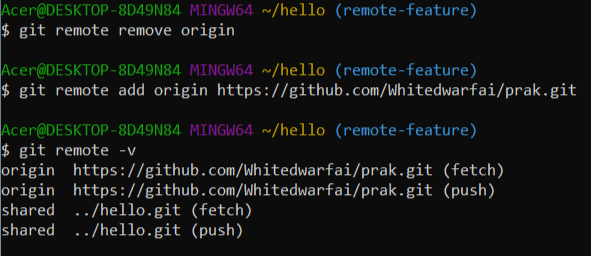 Acer@DESKTOP-8D49N84 MINGW64 ~/hello (remote-feature)
$ git remote remove origin
Acer@DESKTOP-8D49N84 MINGW64 ~/hello (remote-feature)
$ git remote add origin https://github.com/Whitedwarfai/prak.git
Acer@DESKTOP-8D49N84 MINGW64 ~/hello (remote-feature)
$ git remote -v
origin  https://github.com/Whitedwarfai/prak.git (fetch)
origin  https://github.com/Whitedwarfai/prak.git (push)
shared  ../hello.git (fetch)
shared  ../hello.git (push)